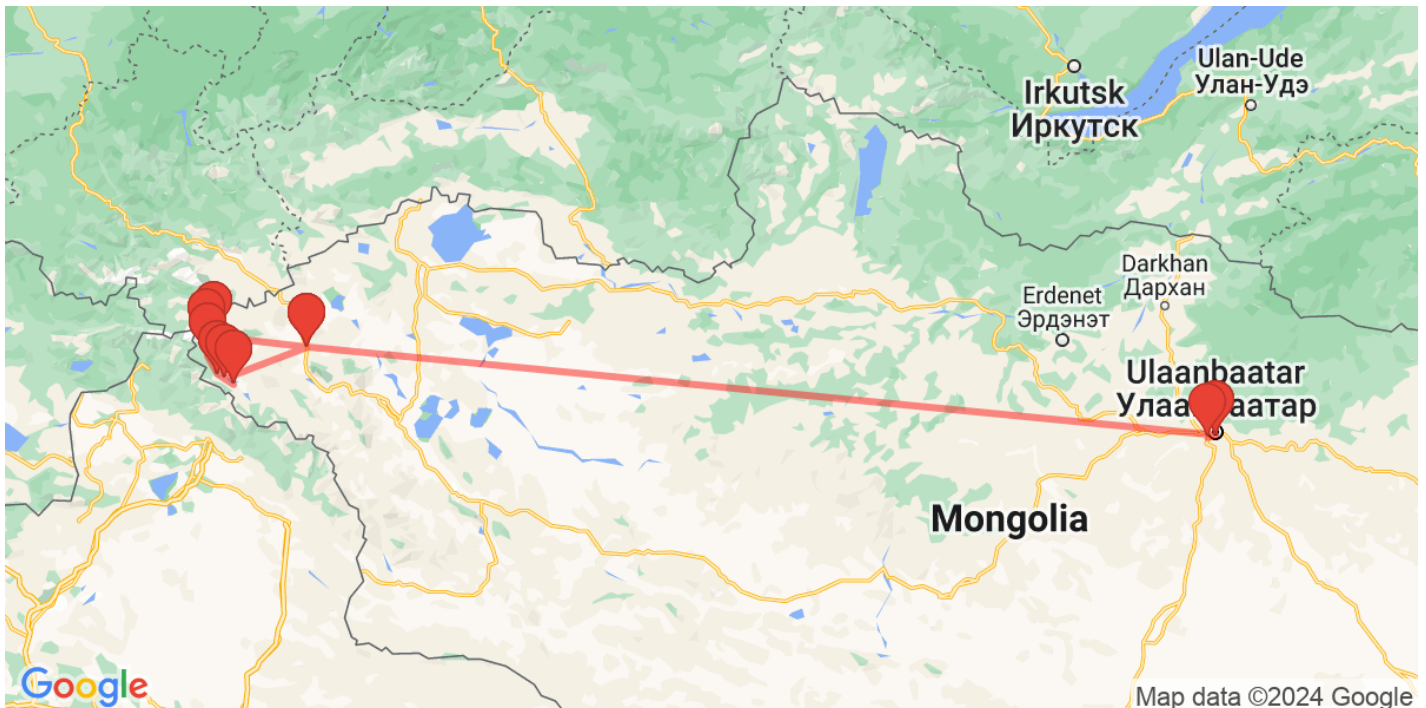 Ulan-Ude
Улан-Удэ
Irkutsk
Иркутск
Darkhan
Дархан
Erdenet
Эрдэнэт
Ulaanbaatar
Mongolia
Google
Map data ©2024 Google